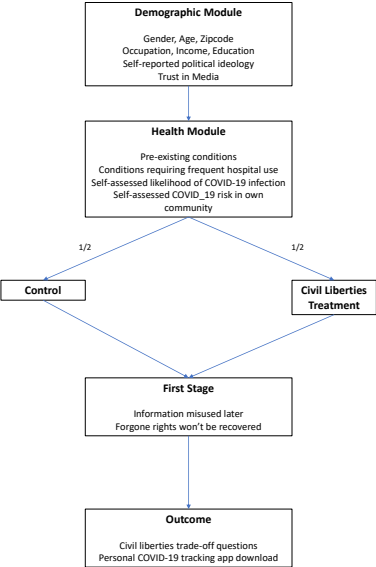 Demographic Module
Gender, Age, Zipcode
Occupation, Income, Education
Self-reported political ideology
Trust in Media
Health Module
Pre-existing conditions
Conditions requiring frequent hospital use
Self-assessed likelihood of COVID-19 infection
Self-assessed COVID_19 risk in own
community
1/2
1/2
Control
Civil Liberties
Treatment
First Stage
Information misused later
Forgone rights won't be recovered
Outcome
Civil liberties trade-off questions
Personal COVID-19 tracking app download